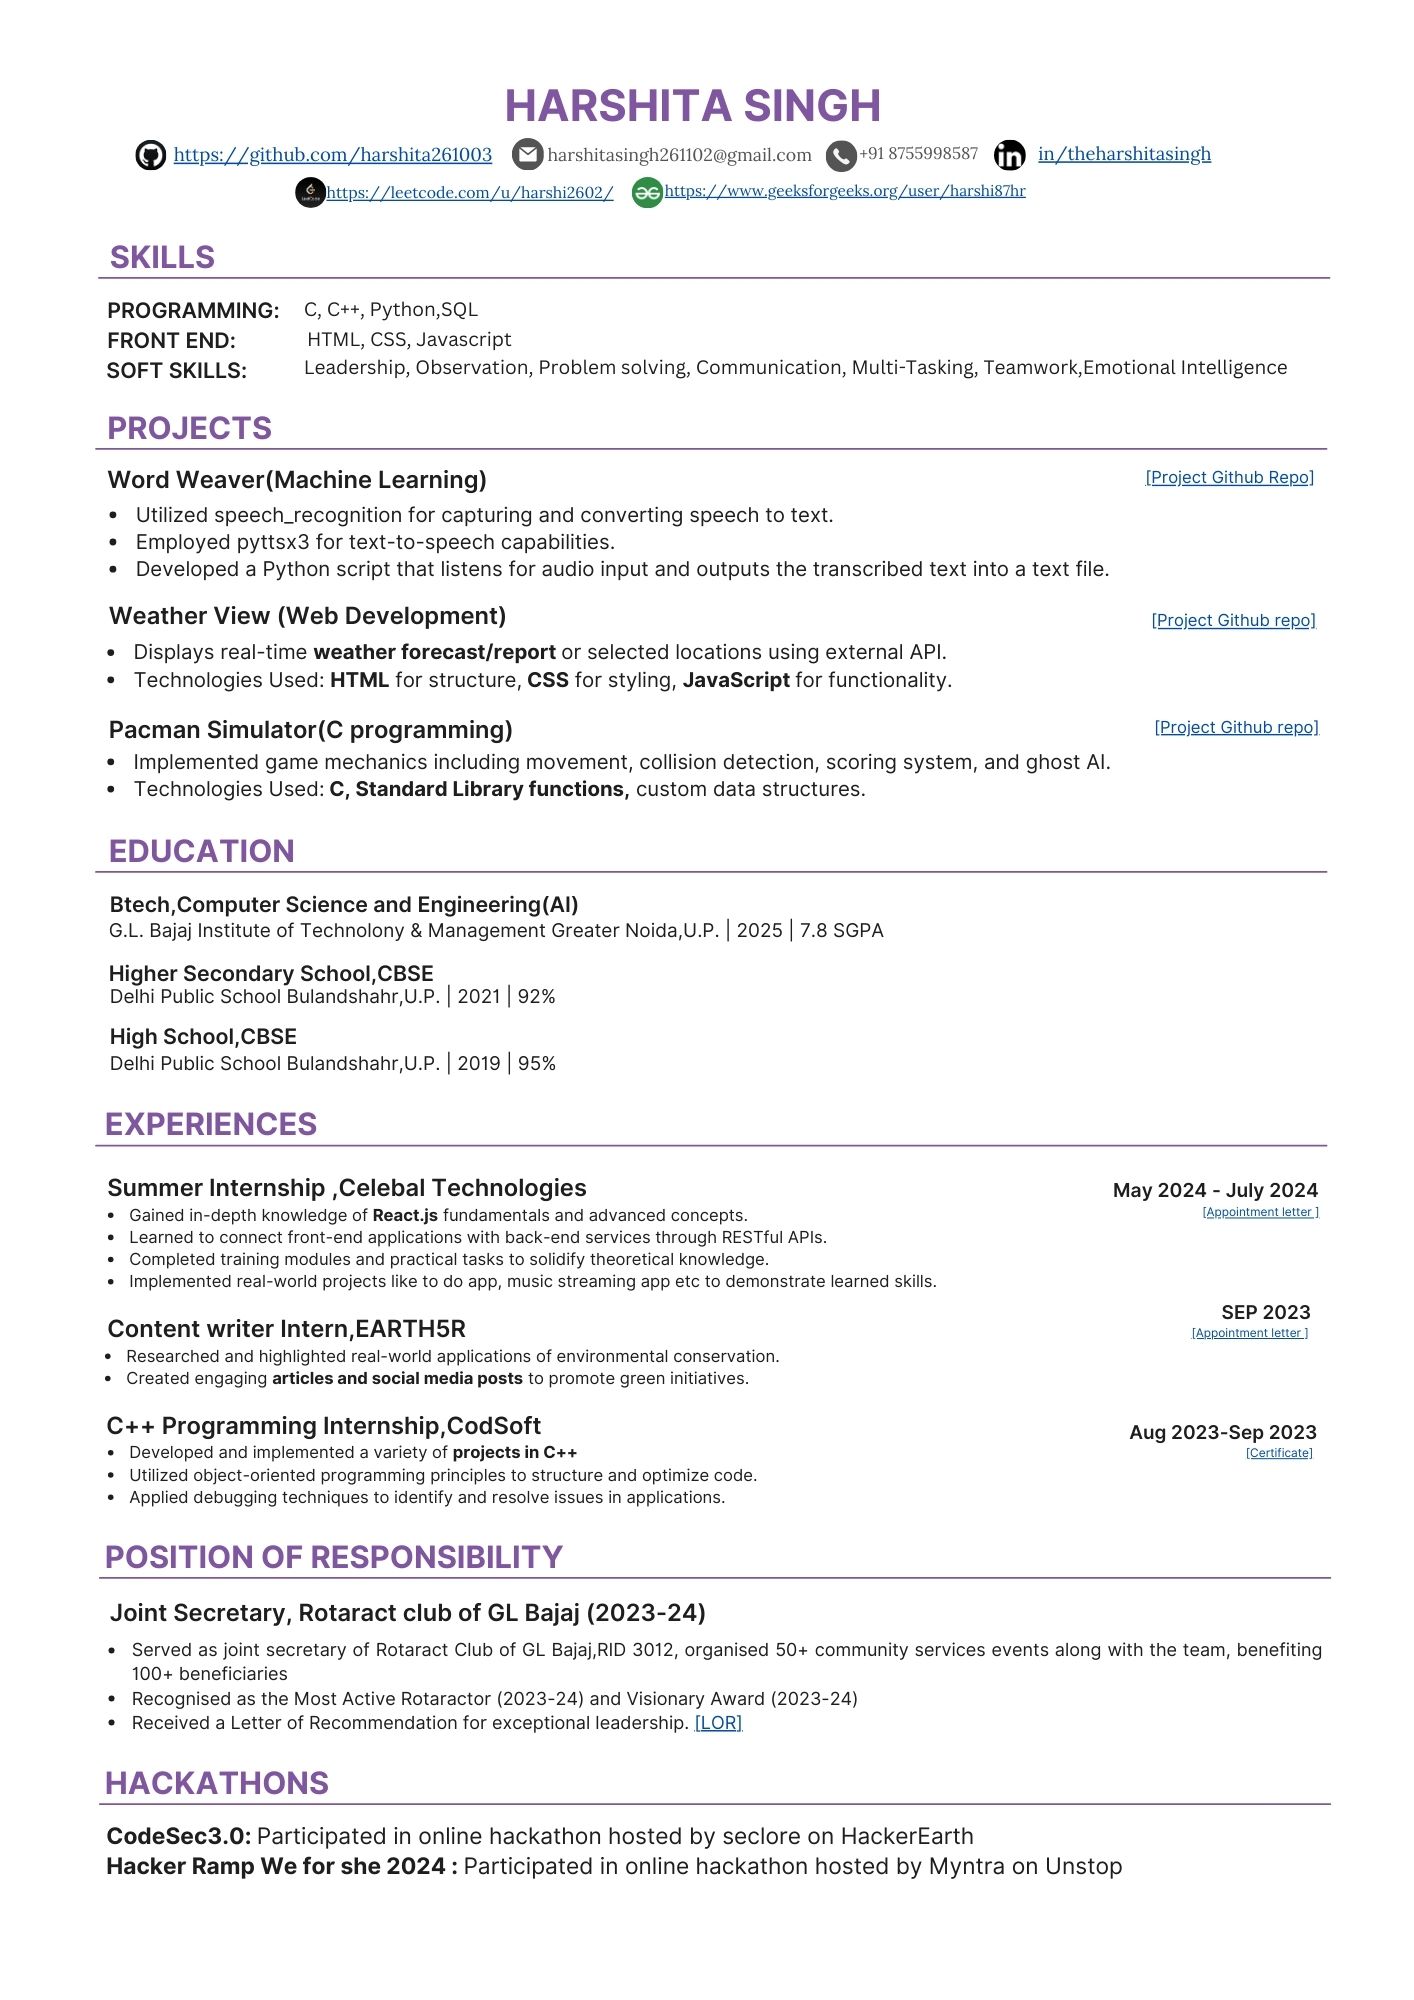 HARSHITA SINGH
https://github.com/harshita261003 harshitasingh261102@gmail.com +91 8755998587 in/theharshitasingh
https://leetcode.com/u/harshi2602/ https://www.geeksforgeeks.org/user/harshi87hr
SKILLS
PROGRAMMING: C, C++, Python,SQL
FRONT END: HTML, CSS, Javascript
SOFT SKILLS: Leadership, Observation, Problem solving, Communication, Multi-Tasking, Teamwork,Emotional Intelligence
PROJECTS
Word Weaver(Machine Learning) [Project Github Repo]
• Utilized speech_recognition for capturing and converting speech to text.
• Employed pyttsx3 for text-to-speech capabilities.
• Developed a Python script that listens for audio input and outputs the transcribed text into a text file.
Weather View (Web Development) [Project Github repo]
• Displays real-time weather forecast/report or selected locations using external API.
• Technologies Used: HTML for structure, CSS for styling, JavaScript for functionality.
Pacman Simulator(C programming) [Project Github repo]
• Implemented game mechanics including movement, collision detection, scoring system, and ghost AI.
• Technologies Used: C, Standard Library functions, custom data structures.
EDUCATION
Btech,Computer Science and Engineering(AI)
G.L. Bajaj Institute of Technolony & Management Greater Noida,U.P. | 2025 | 7.8 SGPA
Higher Secondary School,CBSE
Delhi Public School Bulandshahr,U.P. | 2021 | 92%
High School,CBSE
Delhi Public School Bulandshahr,U.P. | 2019 | 95%
EXPERIENCES
Summer Internship ,Celebal Technologies May 2024 - July 2024
[Appointment letter ]
• Gained in-depth knowledge of React.js fundamentals and advanced concepts.
• Learned to connect front-end applications with back-end services through RESTful APIs.
• Completed training modules and practical tasks to solidify theoretical knowledge.
• Implemented real-world projects like to do app, music streaming app etc to demonstrate learned skills.
Content writer Intern,EARTH5R SEP 2023
[Appointment letter ]
• Researched and highlighted real-world applications of environmental conservation.
• Created engaging articles and social media posts to promote green initiatives.
C++ Programming Internship,CodSoft Aug 2023-Sep 2023
[Certificate]
• Developed and implemented a variety of projects in C++
• Utilized object-oriented programming principles to structure and optimize code.
• Applied debugging techniques to identify and resolve issues in applications.
POSITION OF RESPONSIBILITY
Joint Secretary, Rotaract club of GL Bajaj (2023-24)
• Served as joint secretary of Rotaract Club of GL Bajaj,RID 3012, organised 50+ community services events along with the team, benefiting
100+ beneficiaries
• Recognised as the Most Active Rotaractor (2023-24) and Visionary Award (2023-24)
• Received a Letter of Recommendation for exceptional leadership. [LOR]
HACKATHONS
CodeSec3.0: Participated in online hackathon hosted by seclore on HackerEarth
Hacker Ramp We for she 2024 : Participated in online hackathon hosted by Myntra on Unstop